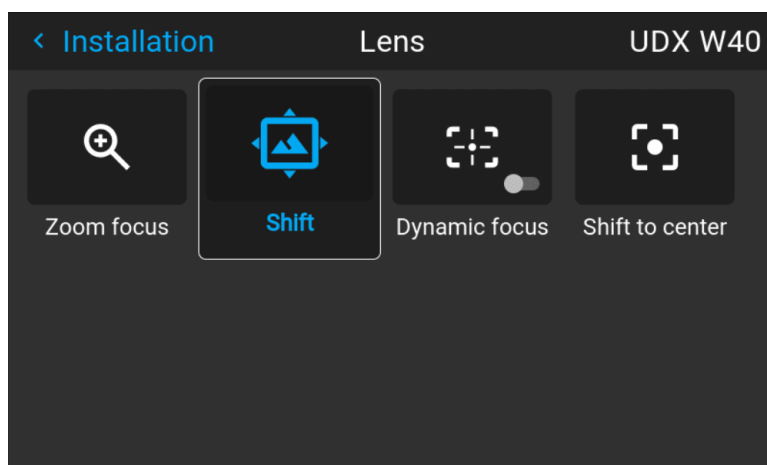 Installation Lens UDX W40
Zoom focus Shift Dynamic focus Shift to center